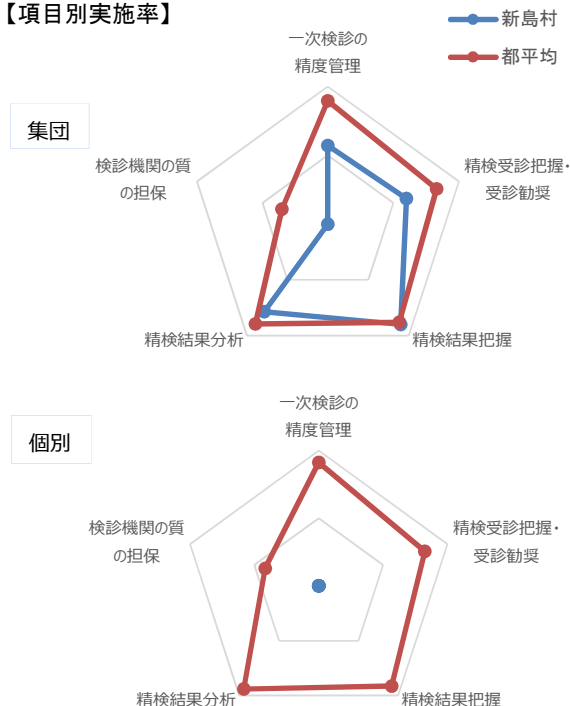 【項目別実施率】
新島村
都平均
集団
一次検診の
精度管理
検診機関の質
の担保
精検受診把握・
受診勧奨
精検結果分析
精検結果把握
個別
一次検診の
精度管理
検診機関の質
の担保
精検受診把握・
受診勧奨
精検結果分析
精検結果把握